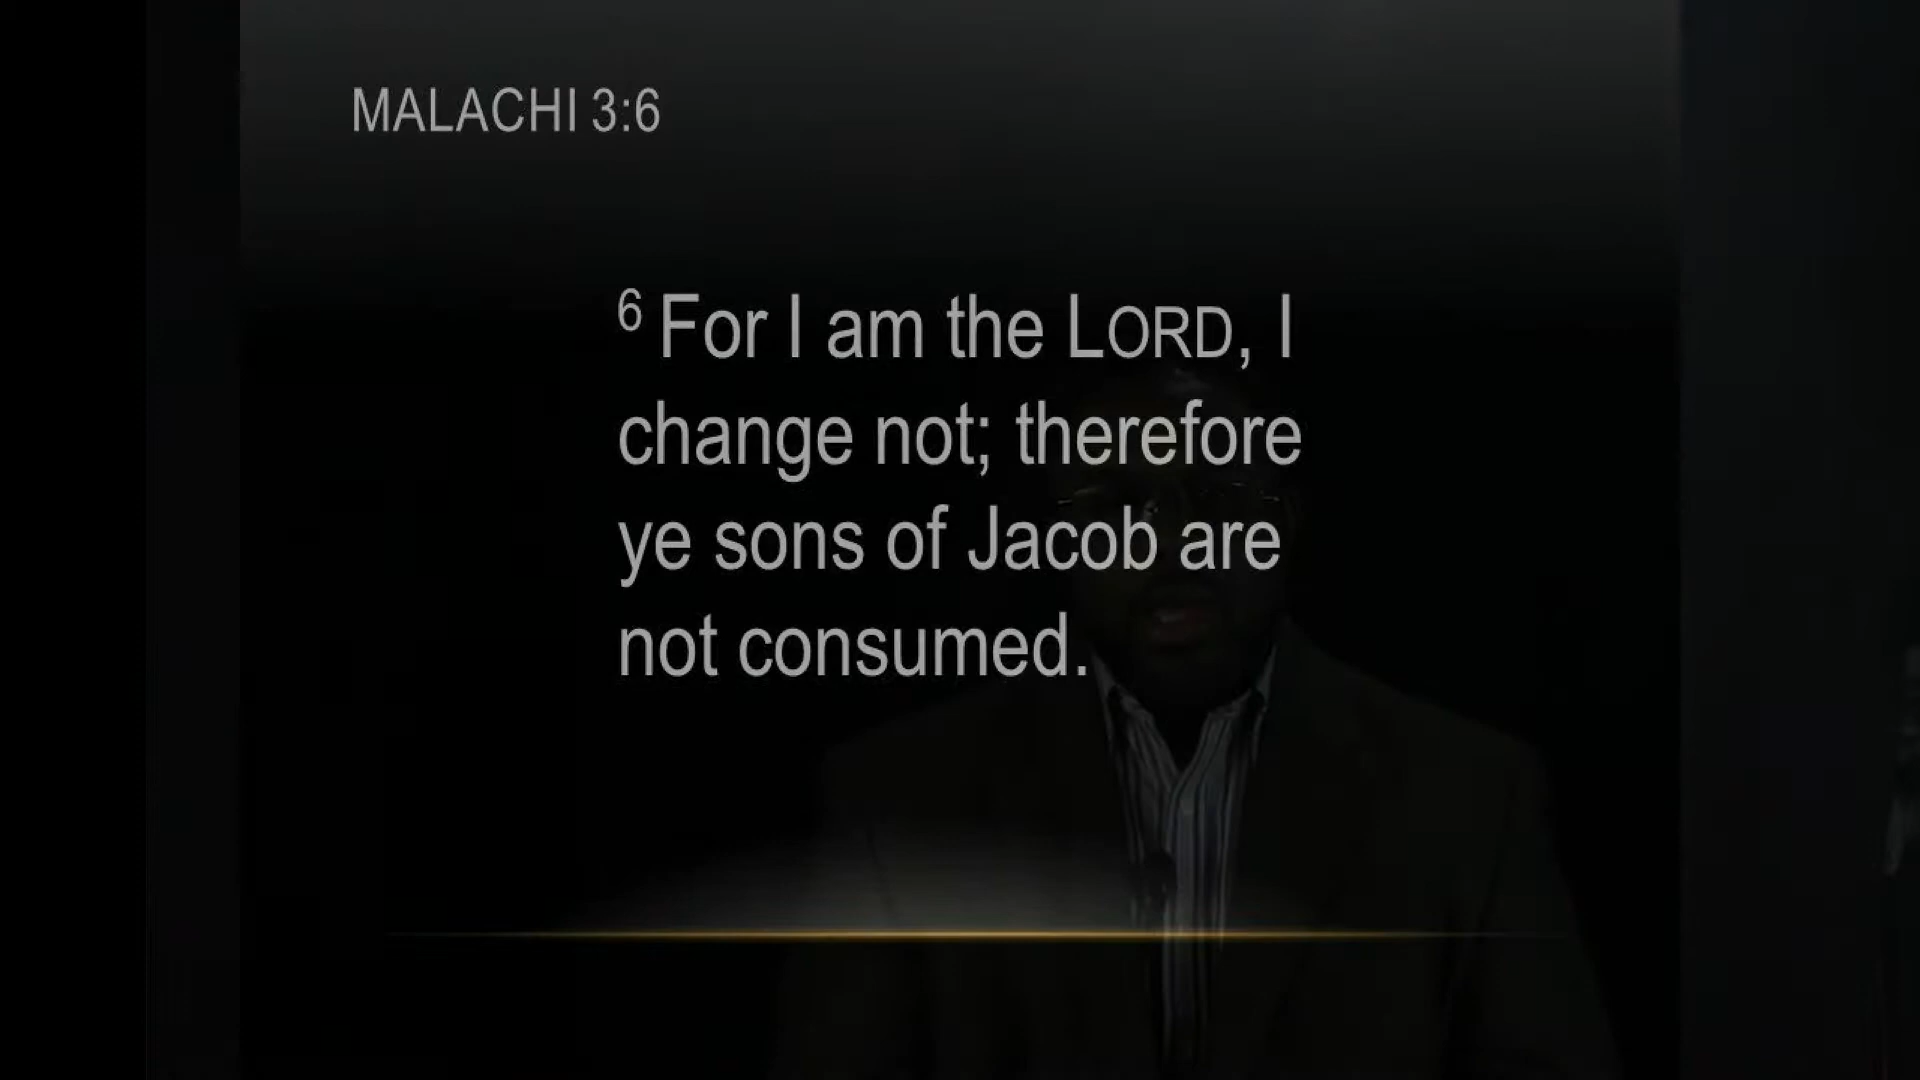 MALACHI 3:6
6 For I am the LORD, I
change not; therefore
ye sons of Jacob are
not consumed.